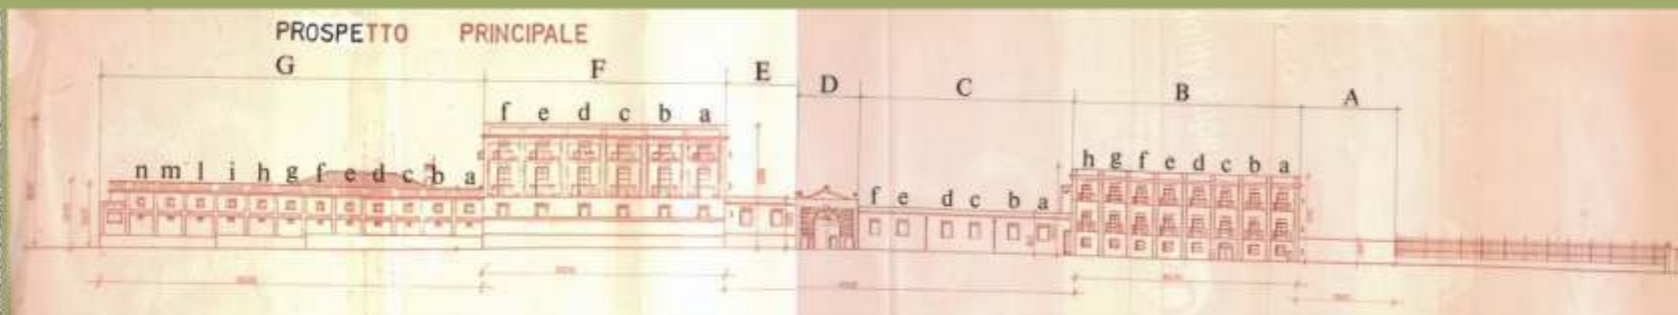 PROSPETTO PRINCIPALE
G F E D C B A
f e d c b a
n m l i h g f e d c b a
f e d c b a
h g f e d c b a